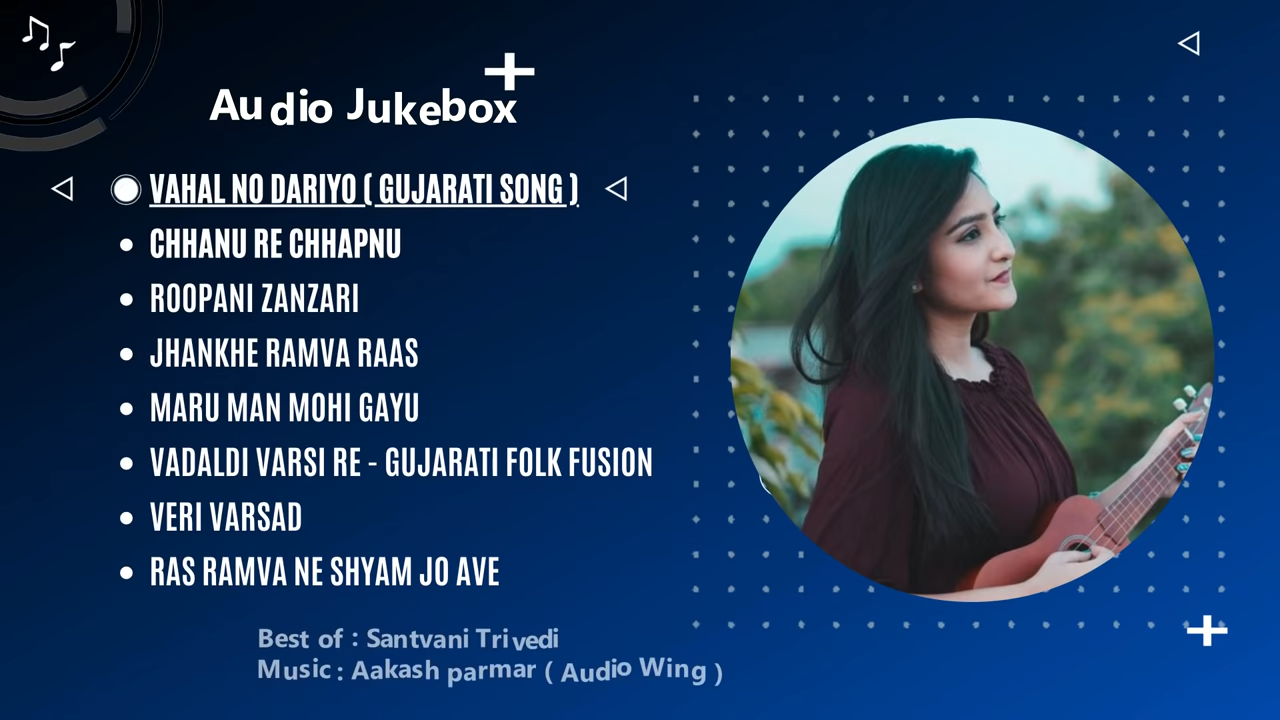 Audio Jukebox
VAHAL NO DARIYO ( GUJARATI SONG )
CHHANU RE CHHAPNU
ROOPANI ZANZARI
JHANKHE RAMVA RAAS
MARU MAN MOHI GAYU
VADALDI VARSI RE - GUJARATI FOLK FUSION
VERI VARSAD
RAS RAMVA NE SHYAM JO AVE
Best of : Santvani Trivedi
Music : Aakash parmar ( Audio Wing )